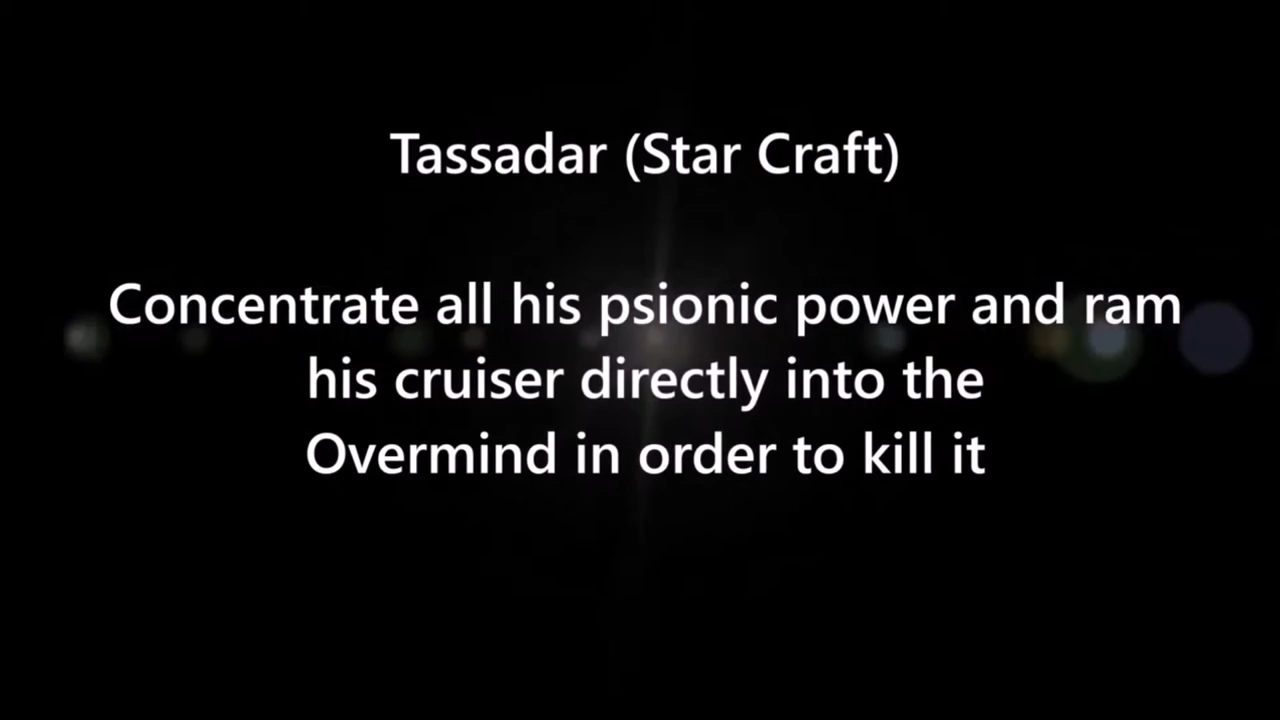 Tassadar (Star Craft)
Concentrate all his psionic power and ram
his cruiser directly into the
Overmind in order to kill it